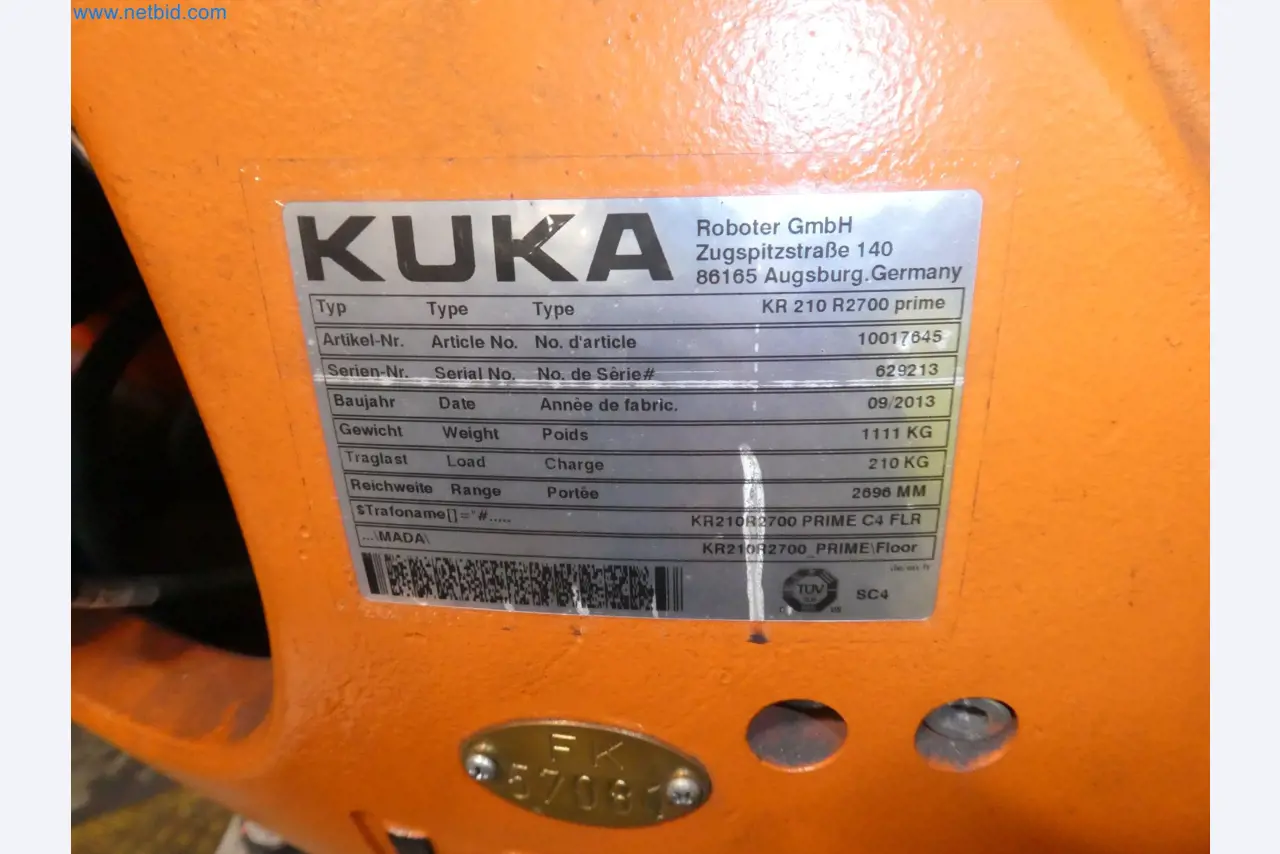 www.netbid.com
KUKA
Roboter GmbH
Zugspitzstraße 140
86165 Augsburg.Germany
Typ Type Type KR 210 R2700 prime
Artikel-Nr. Article No. No. d'article 10017645
Serien-Nr. Serial No. No. de Série# 629213
Baujahr Date Année de fabric. 09/2013
Gewicht Weight Poids 1111 KG
Traglast Load Charge 210 KG
Reichweite Range Portée 2696 MM
$Trafoname[]="#..... KR210R2700 PRIME C4 FLR
...\MADA\ KR210R2700_PRIME\Floor
de/en/fr
TÜV
SC4
FK
57081